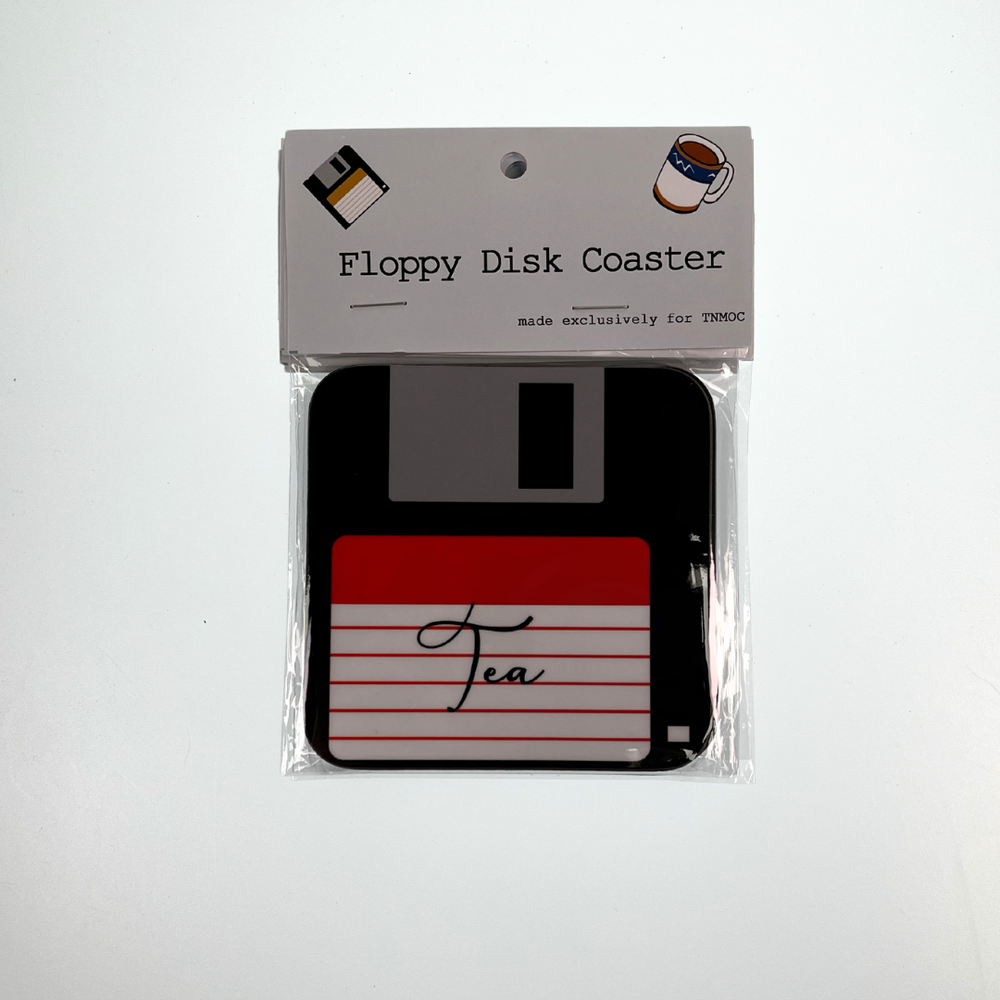 Floppy Disk Coaster
made exclusively for TNMOC
Tea